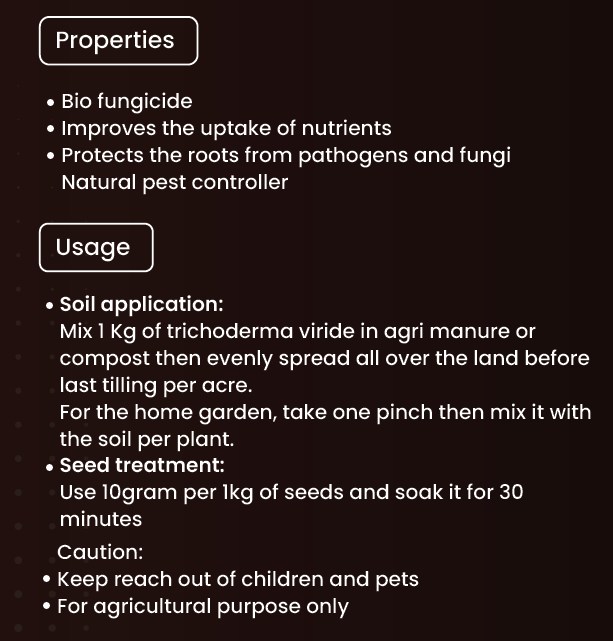 Properties
• Bio fungicide
• Improves the uptake of nutrients
• Protects the roots from pathogens and fungi
Natural pest controller
Usage
• Soil application:
Mix 1 Kg of trichoderma viride in agri manure or
compost then evenly spread all over the land before
last tilling per acre.
For the home garden, take one pinch then mix it with
the soil per plant.
• Seed treatment:
Use 10gram per 1kg of seeds and soak it for 30
minutes
Caution:
• Keep reach out of children and pets
• For agricultural purpose only